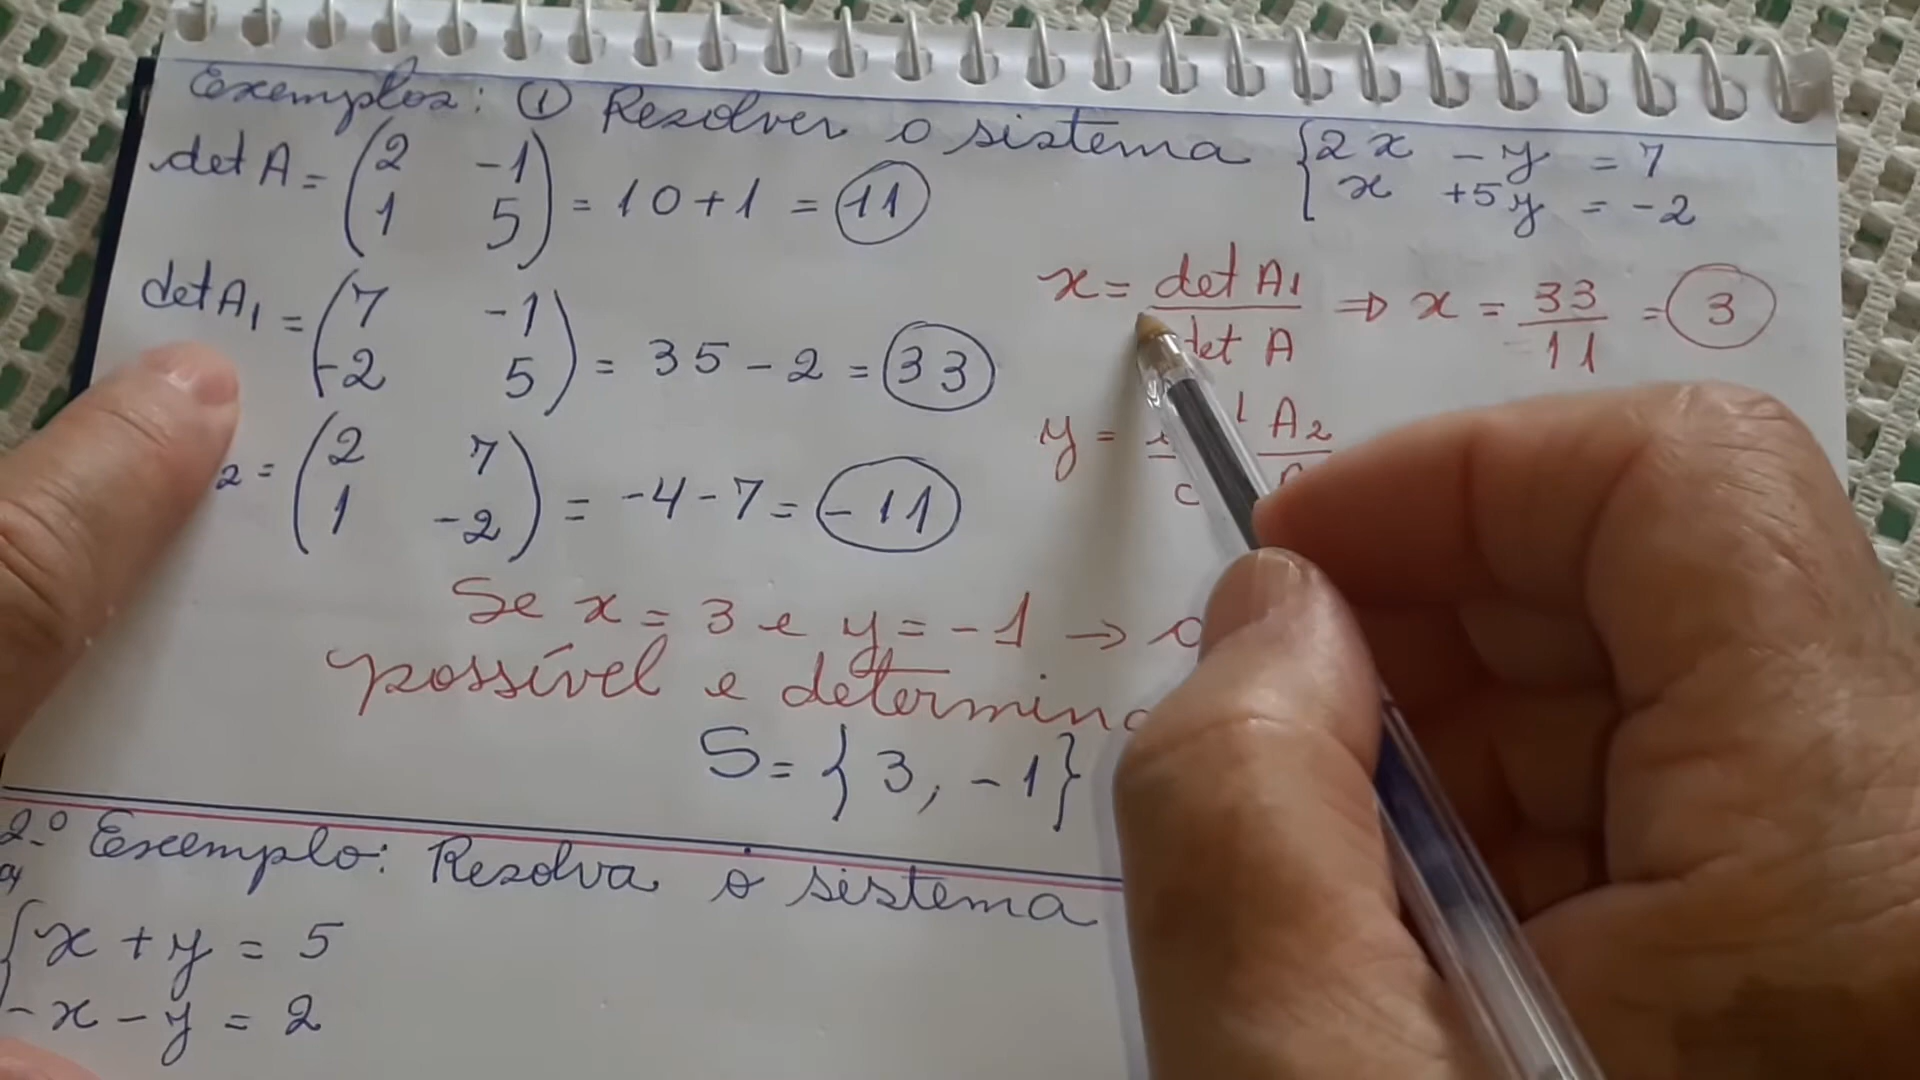 Exemplos: ① Resolver o sistema {2x - y = 7
x +5y = -2
det A = (2 -1
1 5) = 10 + 1 = 11
det A₁ = (7 -1
-2 5) = 35 - 2 = 33
x = det A₁ / det A ⇒ x = 33/11 = 3
₂ = (2 7
1 -2) = -4 - 7 = -11
y = A₂
Se x = 3 e y = -1 →
possível e
S = {3, -1}
2º Exemplo: Resolva o sistema
{x + y = 5
-x - y = 2